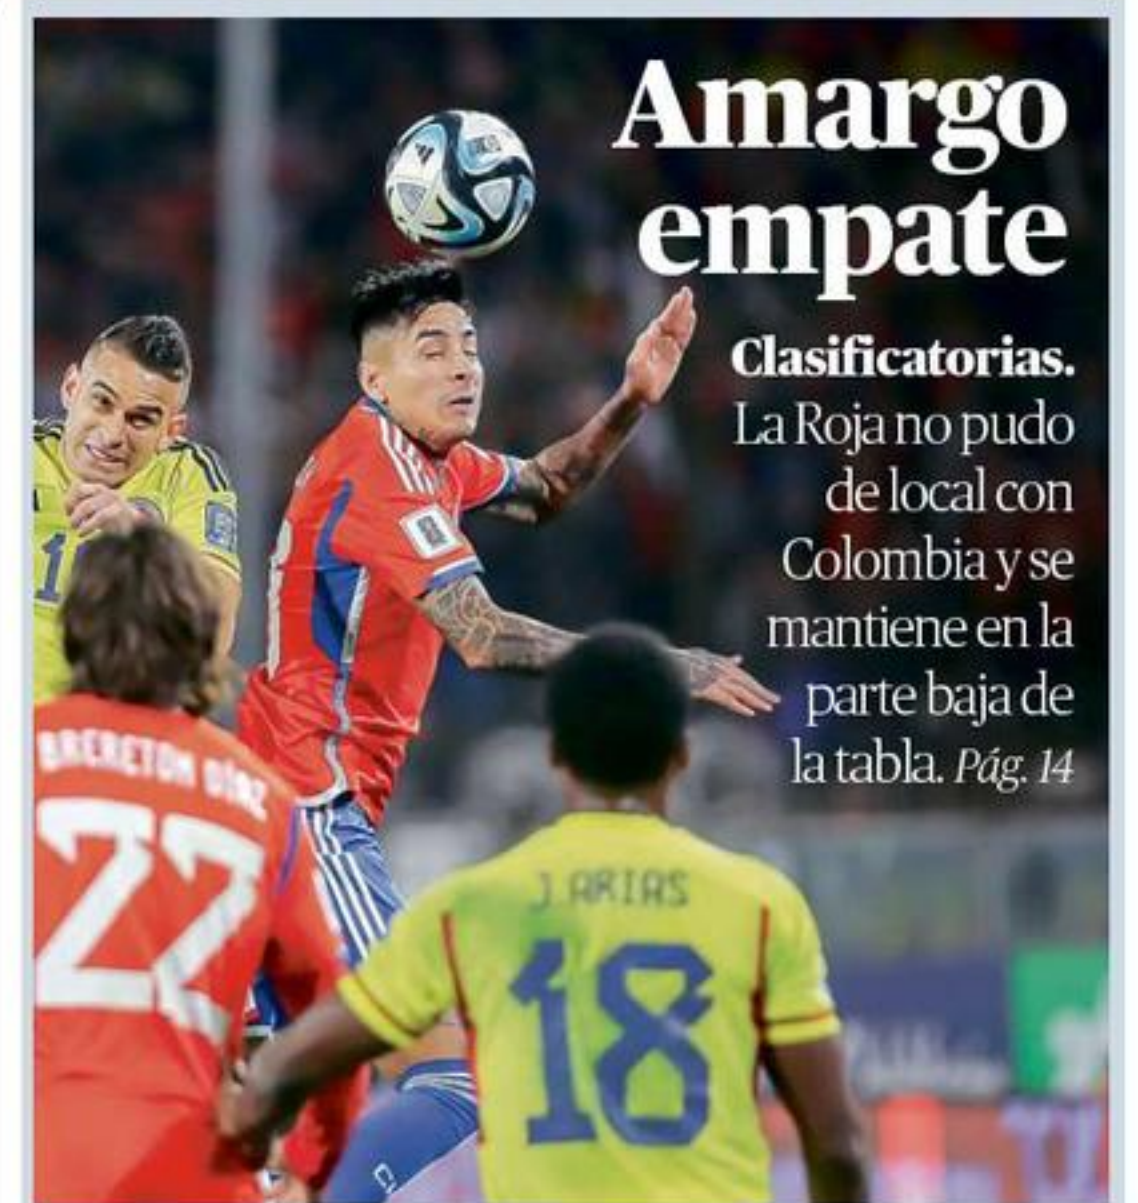 Amargo
empate
Clasificatorias.
La Roja no pudo
de local con
Colombia y se
mantiene en la
parte baja de
la tabla. Pág. 14
BRERETON DÍAZ
22
J ARIAS
18